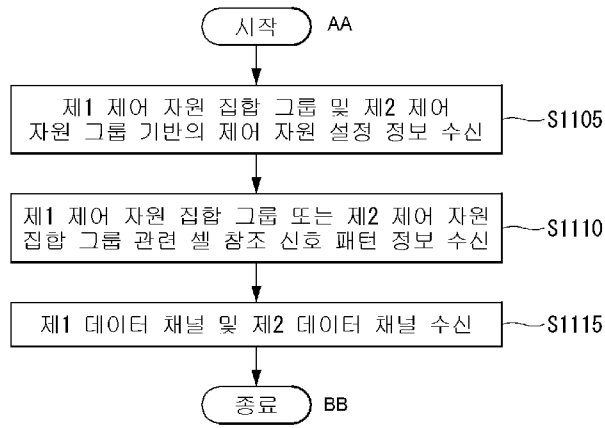 시작 AA
제1 제어 자원 집합 그룹 및 제2 제어
자원 그룹 기반의 제어 자원 설정 정보 수신
S1105
제1 제어 자원 집합 그룹 또는 제2 제어 자원
집합 그룹 관련 셀 참조 신호 패턴 정보 수신
S1110
제1 데이터 채널 및 제2 데이터 채널 수신
S1115
종료 BB